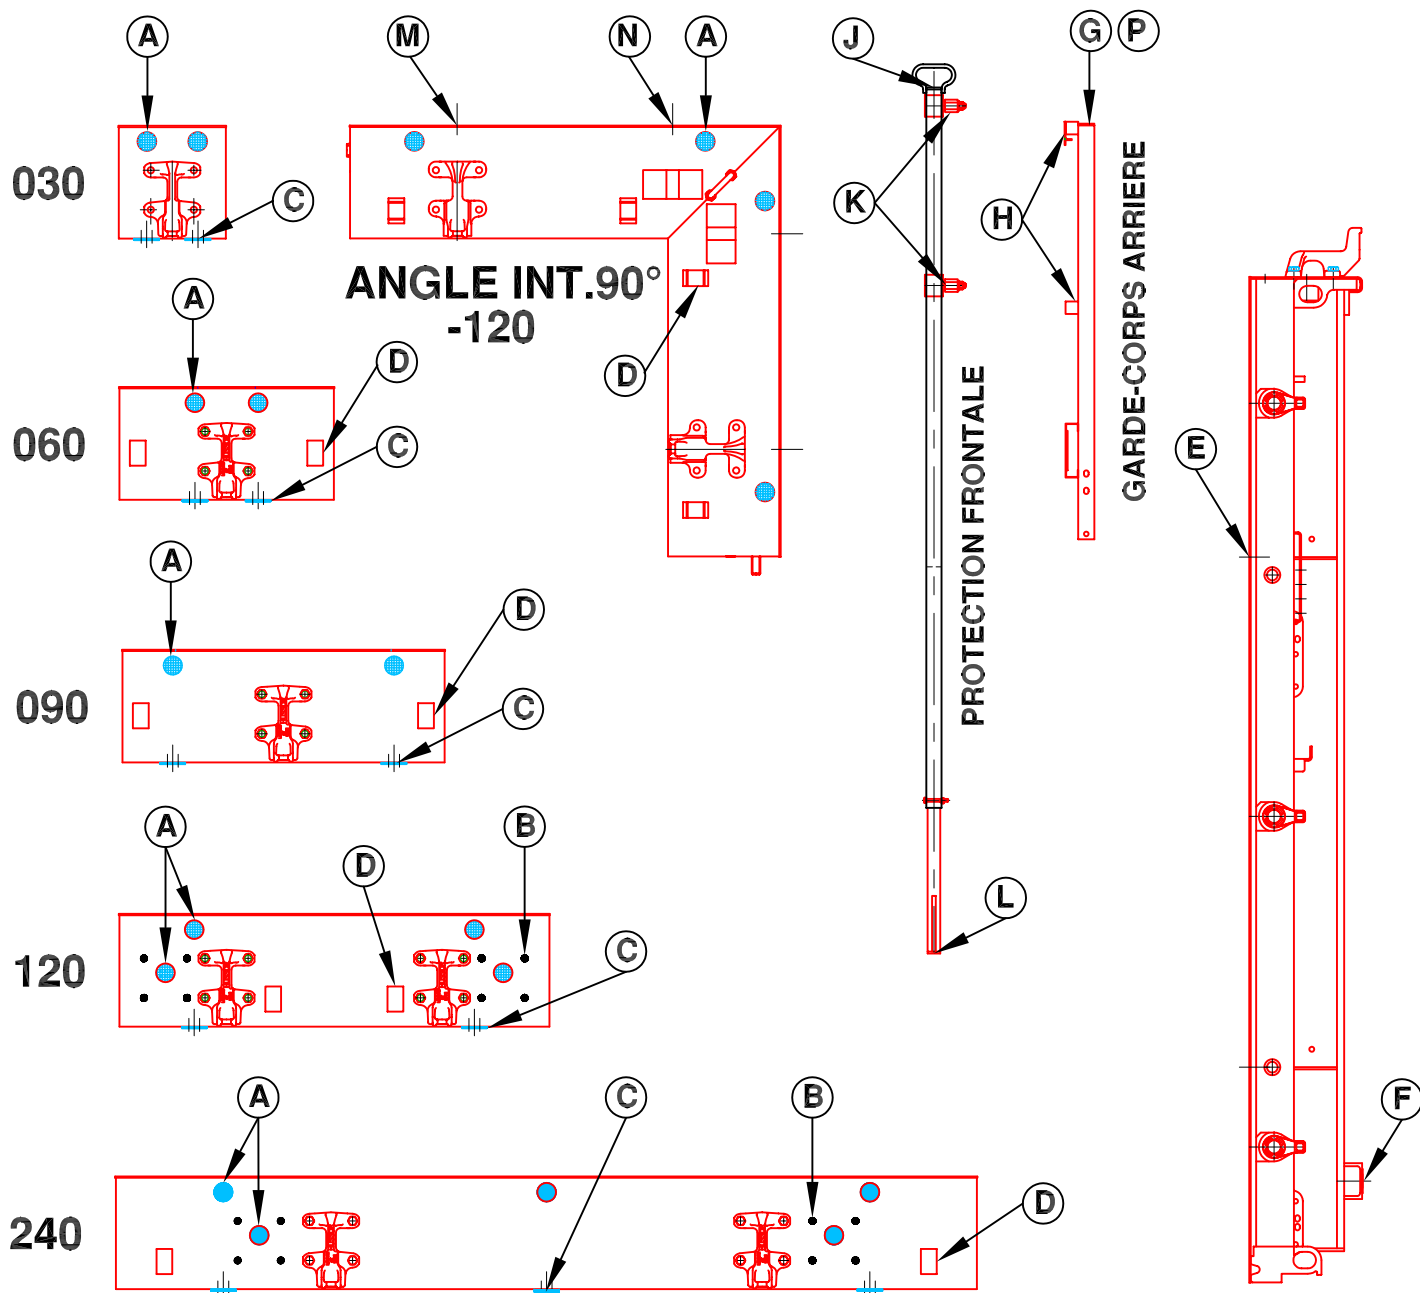 A
M
N
A
J
G P
030
C
K
H
ANGLE INT.90°
-120
A
D
D
GARDE-CORPS ARRIERE
060
C
E
PROTECTION FRONTALE
A
D
090
C
A
B
D
L
120
C
A
C
B
F
D
240